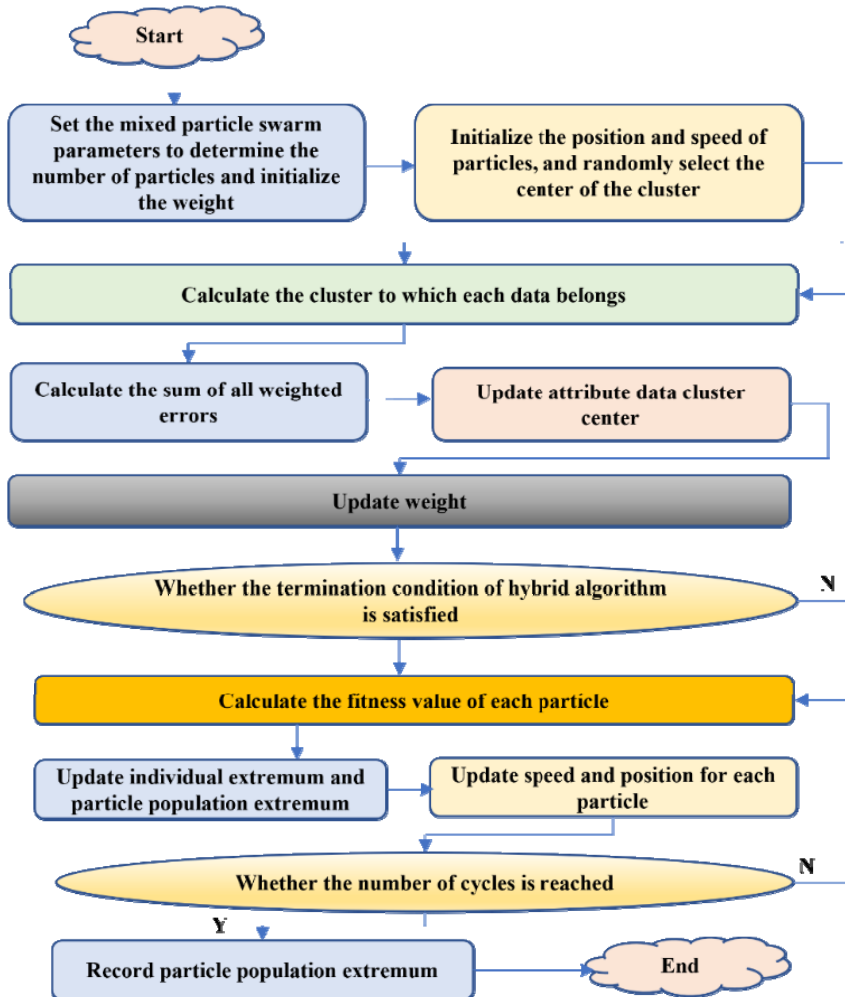 Start
Set the mixed particle swarm
parameters to determine the
number of particles and initialize
the weight
Initialize the position and speed of
particles, and randomly select the
center of the cluster
Calculate the cluster to which each data belongs
Calculate the sum of all weighted
errors
Update attribute data cluster
center
Update weight
Whether the termination condition of hybrid algorithm
is satisfied
N
Calculate the fitness value of each particle
Update individual extremum and
particle population extremum
Update speed and position for each
particle
Whether the number of cycles is reached
N
Y
Record particle population extremum
End